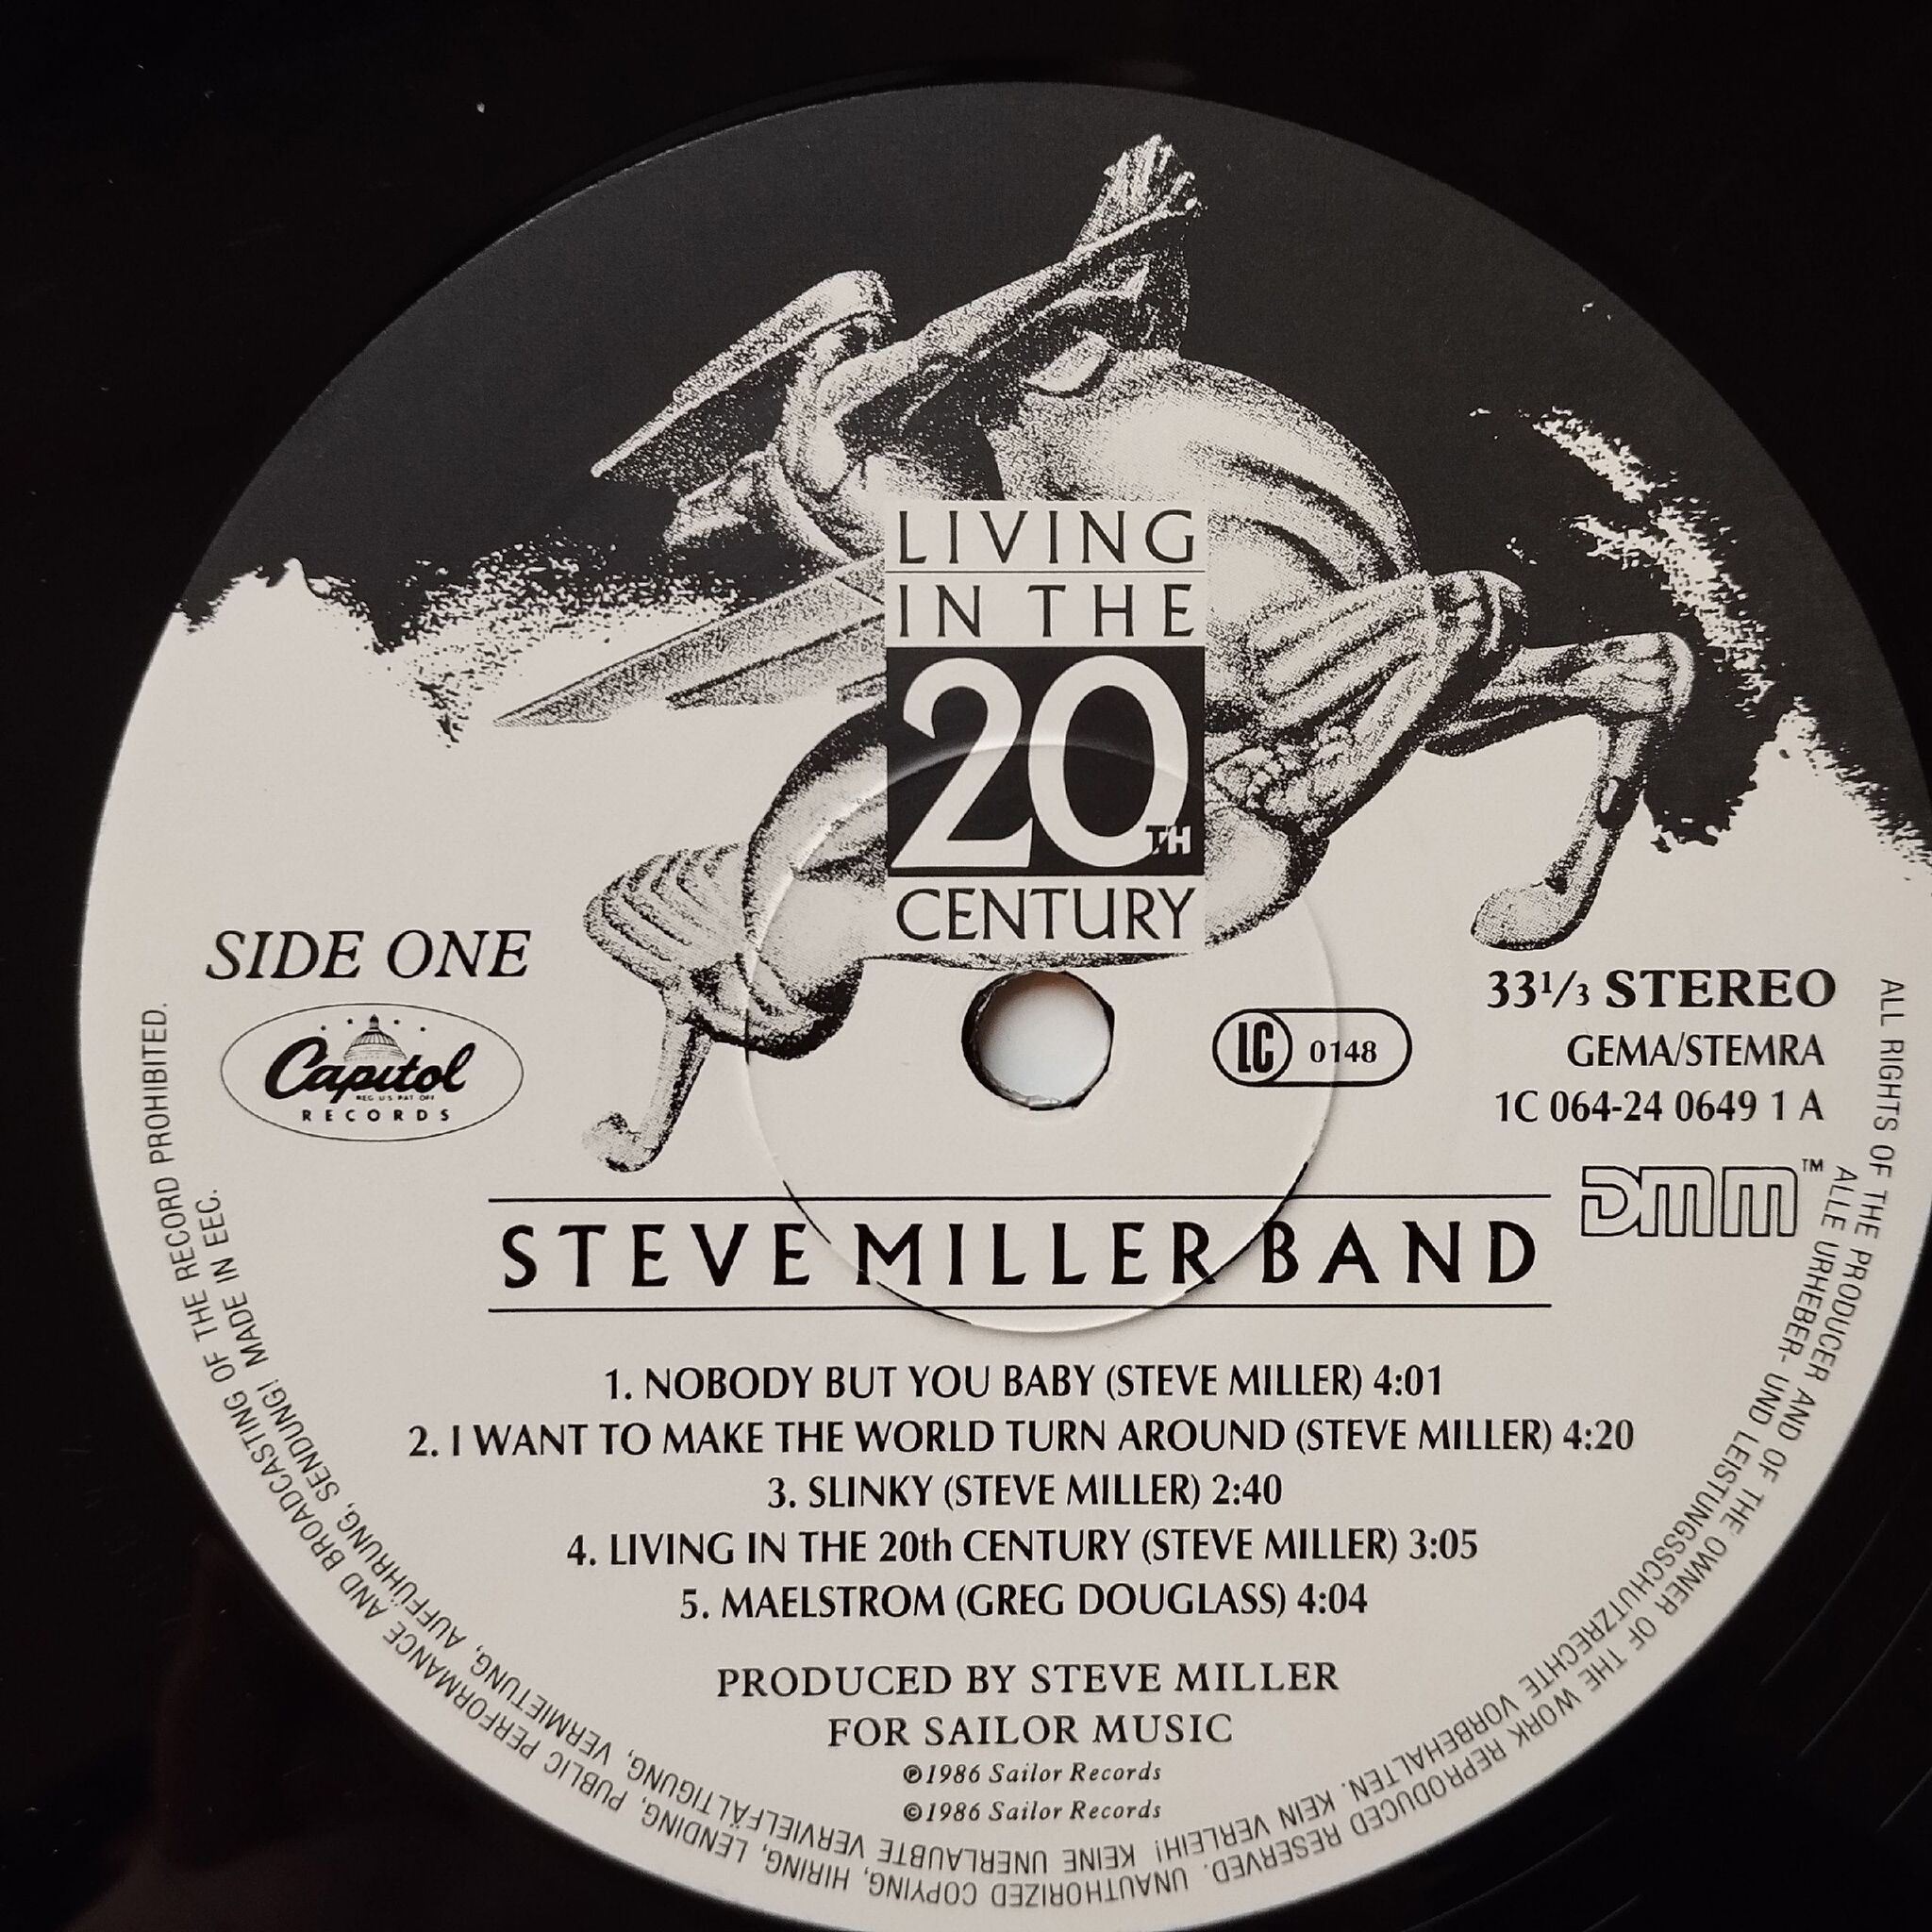 LIVING
IN THE
20TH
CENTURY
SIDE ONE
Capitol
REG. U.S. PAT. OFF.
RECORDS
LC 0148
33⅓ STEREO
GEMA/STEMRA
1C 064-24 0649 1 A
DMM™
STEVE MILLER BAND
1. NOBODY BUT YOU BABY (STEVE MILLER) 4:01
2. I WANT TO MAKE THE WORLD TURN AROUND (STEVE MILLER) 4:20
3. SLINKY (STEVE MILLER) 2:40
4. LIVING IN THE 20th CENTURY (STEVE MILLER) 3:05
5. MAELSTROM (GREG DOUGLASS) 4:04
PRODUCED BY STEVE MILLER
FOR SAILOR MUSIC
℗1986 Sailor Records
©1986 Sailor Records
ALL RIGHTS OF THE PRODUCER AND OF THE OWNER OF THE WORK REPRODUCED RESERVED. UNAUTHORIZED COPYING, HIRING, LENDING, PUBLIC PERFORMANCE AND BROADCASTING OF THE RECORD PROHIBITED.
ALLE URHEBER- UND LEISTUNGSSCHUTZRECHTE VORBEHALTEN. KEIN VERLEIH! KEINE UNERLAUBTE VERVIELFÄLTIGUNG, VERMIETUNG, AUFFÜHRUNG, SENDUNG! MADE IN EEC.